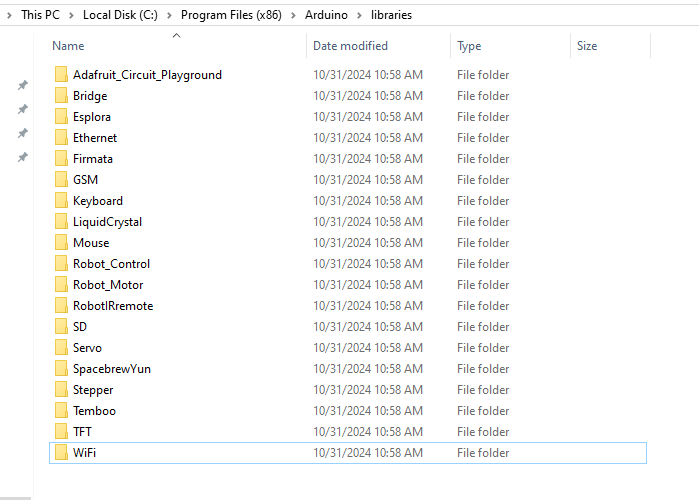 This PC > Local Disk (C:) > Program Files (x86) > Arduino > libraries
Name Date modified Type Size
Adafruit_Circuit_Playground 10/31/2024 10:58 AM File folder
Bridge 10/31/2024 10:58 AM File folder
Esplora 10/31/2024 10:58 AM File folder
Ethernet 10/31/2024 10:58 AM File folder
Firmata 10/31/2024 10:58 AM File folder
GSM 10/31/2024 10:58 AM File folder
Keyboard 10/31/2024 10:58 AM File folder
LiquidCrystal 10/31/2024 10:58 AM File folder
Mouse 10/31/2024 10:58 AM File folder
Robot_Control 10/31/2024 10:58 AM File folder
Robot_Motor 10/31/2024 10:58 AM File folder
RobotIRremote 10/31/2024 10:58 AM File folder
SD 10/31/2024 10:58 AM File folder
Servo 10/31/2024 10:58 AM File folder
SpacebrewYun 10/31/2024 10:58 AM File folder
Stepper 10/31/2024 10:58 AM File folder
Temboo 10/31/2024 10:58 AM File folder
TFT 10/31/2024 10:58 AM File folder
WiFi 10/31/2024 10:58 AM File folder